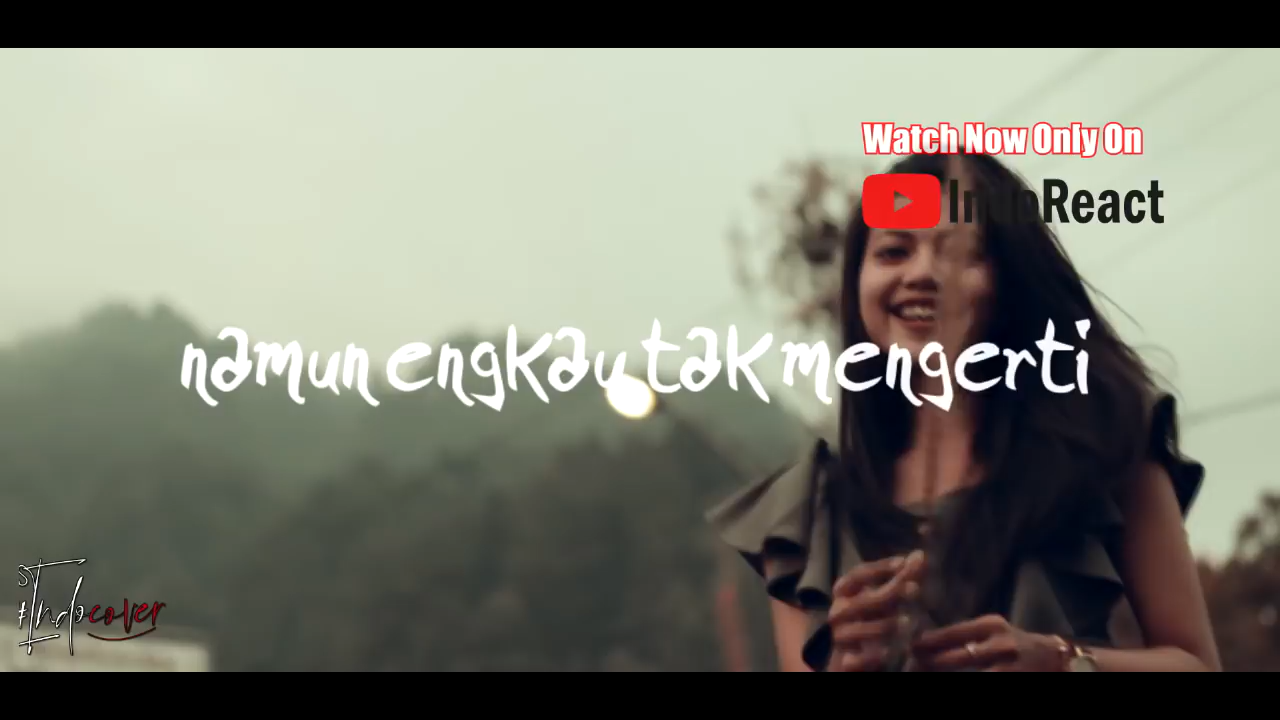 Watch Now Only On
IndoReact
namun engkau tak mengerti
#Indocover